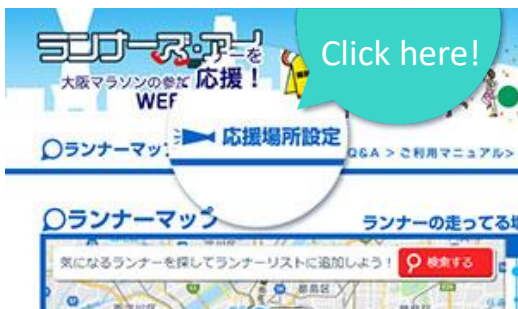 Click here!
ランナーズ・アイ
大阪マラソンの参 を
応援!
WEF
応援場所設定
ランナーマッ
Q&A > ご利用マニュアル>
ランナーマップ
ランナーの走ってる場
気になるランナーを探してランナーリストに追加しよう! 検索する
都島区